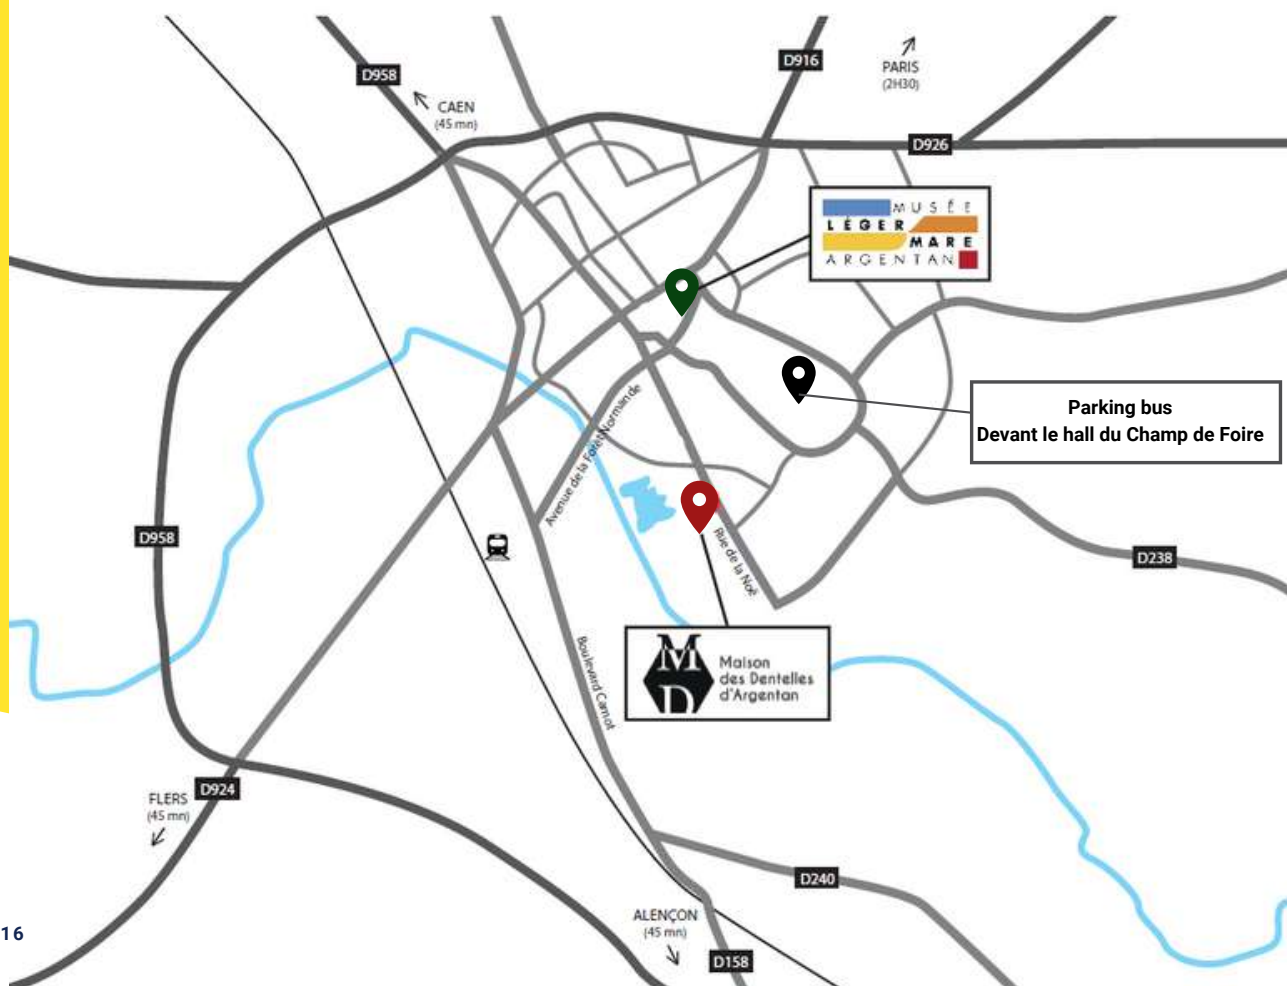 D916
PARIS
(2H30)
D958
CAEN
(45 mn)
D926
MUSÉE
LÉGER
MARE
ARGENTAN
Parking bus
Devant le hall du Champ de Foire
Avenue de la Forêt Normande
D958
Rue de la Noë
D238
Boulevard Carnot
M
D
Maison
des Dentelles
d'Argentan
D924
FLERS
(45 mn)
D240
ALENÇON
(45 mn)
16
D158